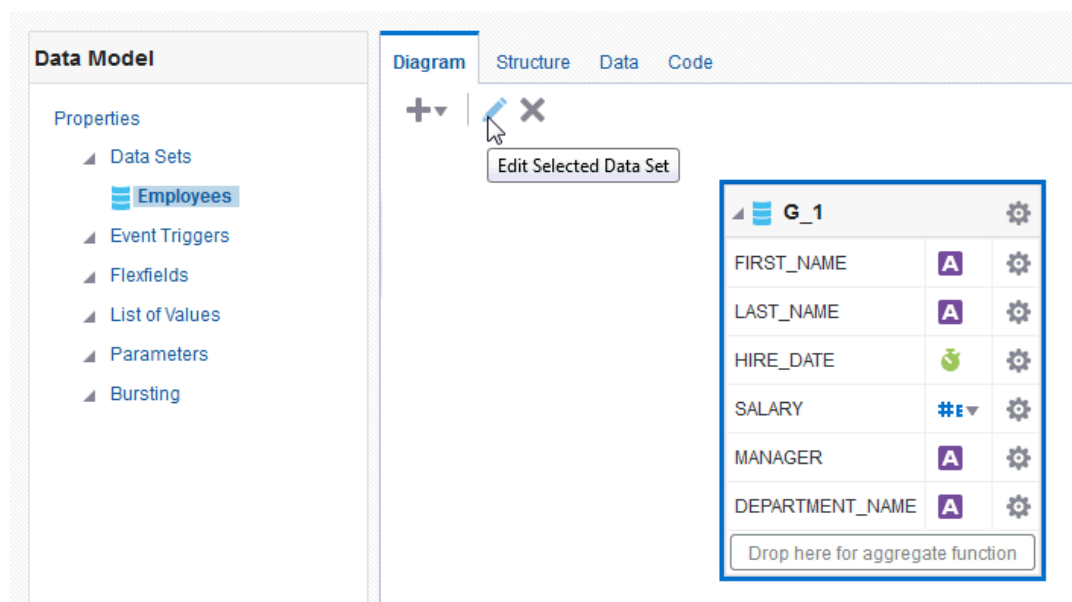 Data Model
Properties
Data Sets
Employees
Event Triggers
Flexfields
List of Values
Parameters
Bursting
Diagram Structure Data Code
Edit Selected Data Set
G_1
FIRST_NAME A
LAST_NAME A
HIRE_DATE
SALARY #E
MANAGER A
DEPARTMENT_NAME A
Drop here for aggregate function